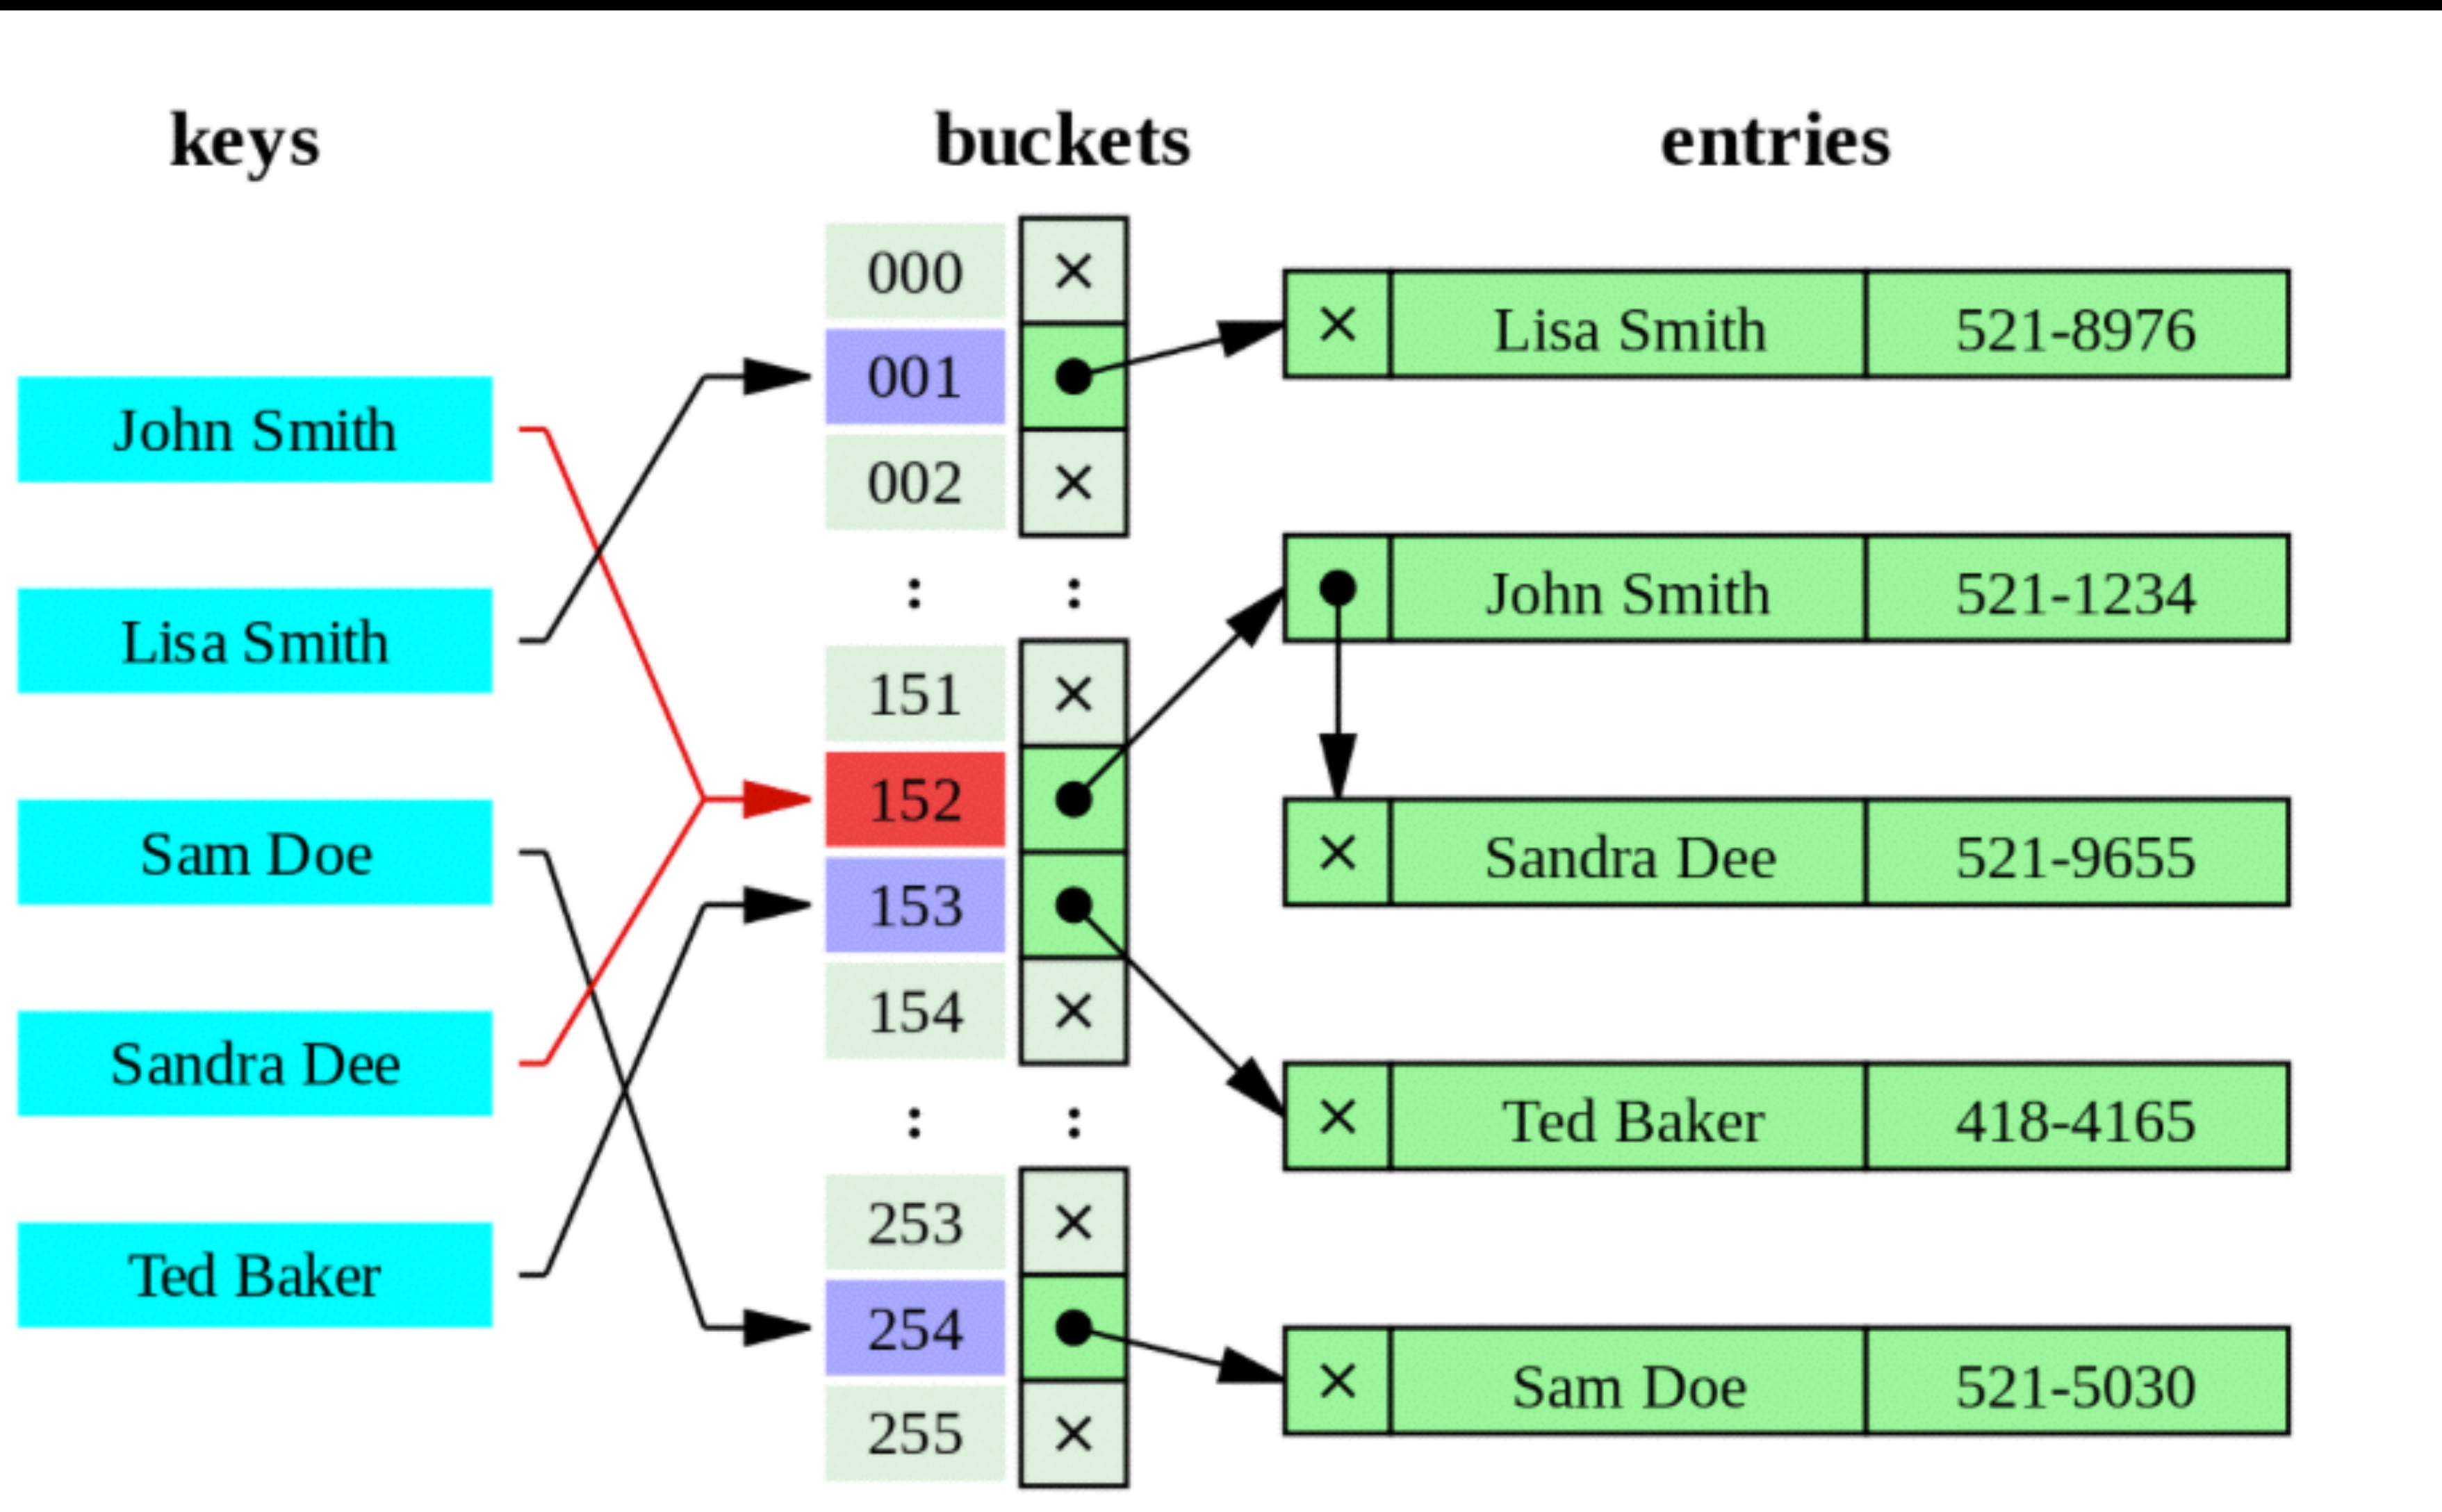 keys
buckets
entries
John Smith
Lisa Smith
Sam Doe
Sandra Dee
Ted Baker
000 ×
001
002 ×
: :
151 ×
152
153
154 ×
: :
253 ×
254
255 ×
× Lisa Smith 521-8976
John Smith 521-1234
× Sandra Dee 521-9655
× Ted Baker 418-4165
× Sam Doe 521-5030